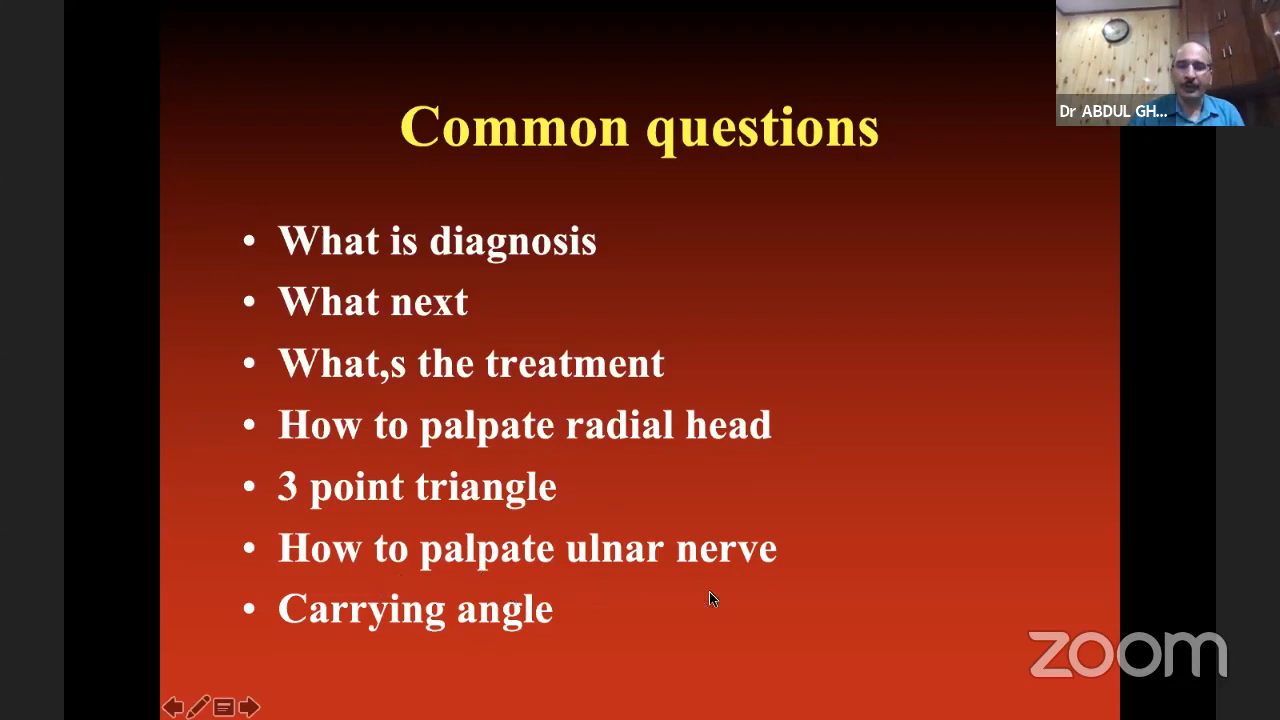 Dr ABDUL GH...
Common questions
• What is diagnosis
• What next
• What,s the treatment
• How to palpate radial head
• 3 point triangle
• How to palpate ulnar nerve
• Carrying angle
zoom